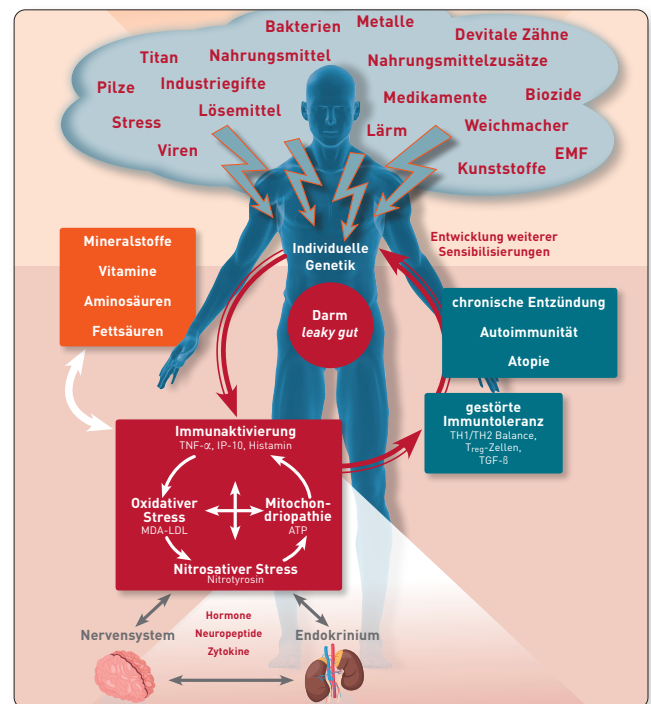 Bakterien
Metalle
Devitale Zähne
Titan
Nahrungsmittel
Nahrungsmittelzusätze
Pilze
Industriegifte
Medikamente
Biozide
Lösemittel
Stress
Lärm
Weichmacher
Viren
EMF
Kunststoffe
Mineralstoffe
Vitamine
Aminosäuren
Fettsäuren
Individuelle
Genetik
Darm
leaky gut
Entwicklung weiterer
Sensibilisierungen
chronische Entzündung
Autoimmunität
Atopie
gestörte
Immuntoleranz
TH1/TH2 Balance,
Treg-Zellen,
TGF-ß
Immunaktivierung
TNF-α, IP-10, Histamin
Oxidativer
Stress
MDA-LDL
Mitochon-
driopathie
ATP
Nitrosativer Stress
Nitrotyrosin
Nervensystem
Hormone
Neuropeptide
Zytokine
Endokrinium